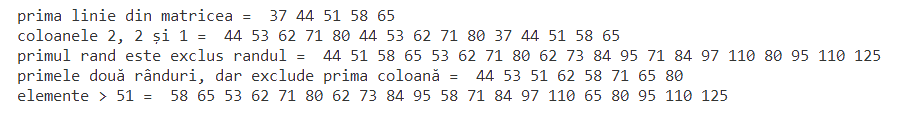 prima linie din matricea =  37 44 51 58 65
coloanele 2, 2 și 1 =  44 53 62 71 80 44 53 62 71 80 37 44 51 58 65
primul rand este exclus randul =  44 51 58 65 53 62 71 80 62 73 84 95 71 84 97 110 80 95 110 125
primele două rânduri, dar exclude prima coloană =  44 53 51 62 58 71 65 80
elemente > 51 =  58 65 53 62 71 80 62 73 84 95 58 71 84 97 110 65 80 95 110 125